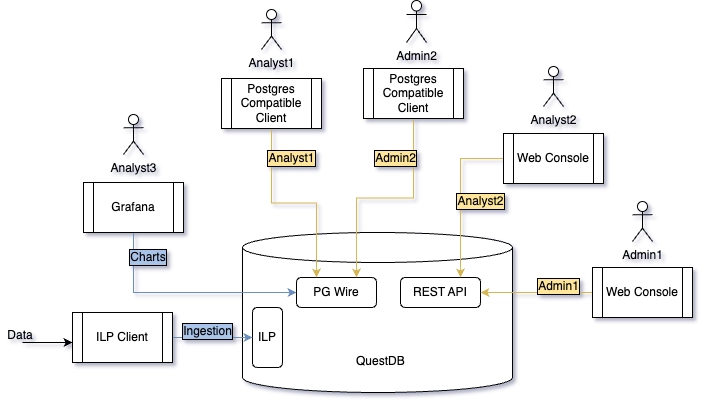 Analyst1
Postgres
Compatible
Client
Analyst1
Admin2
Postgres
Compatible
Client
Admin2
Analyst2
Web Console
Analyst2
Analyst3
Grafana
Charts
Admin1
Web Console
Admin1
PG Wire
REST API
Data
ILP Client
Ingestion
ILP
QuestDB